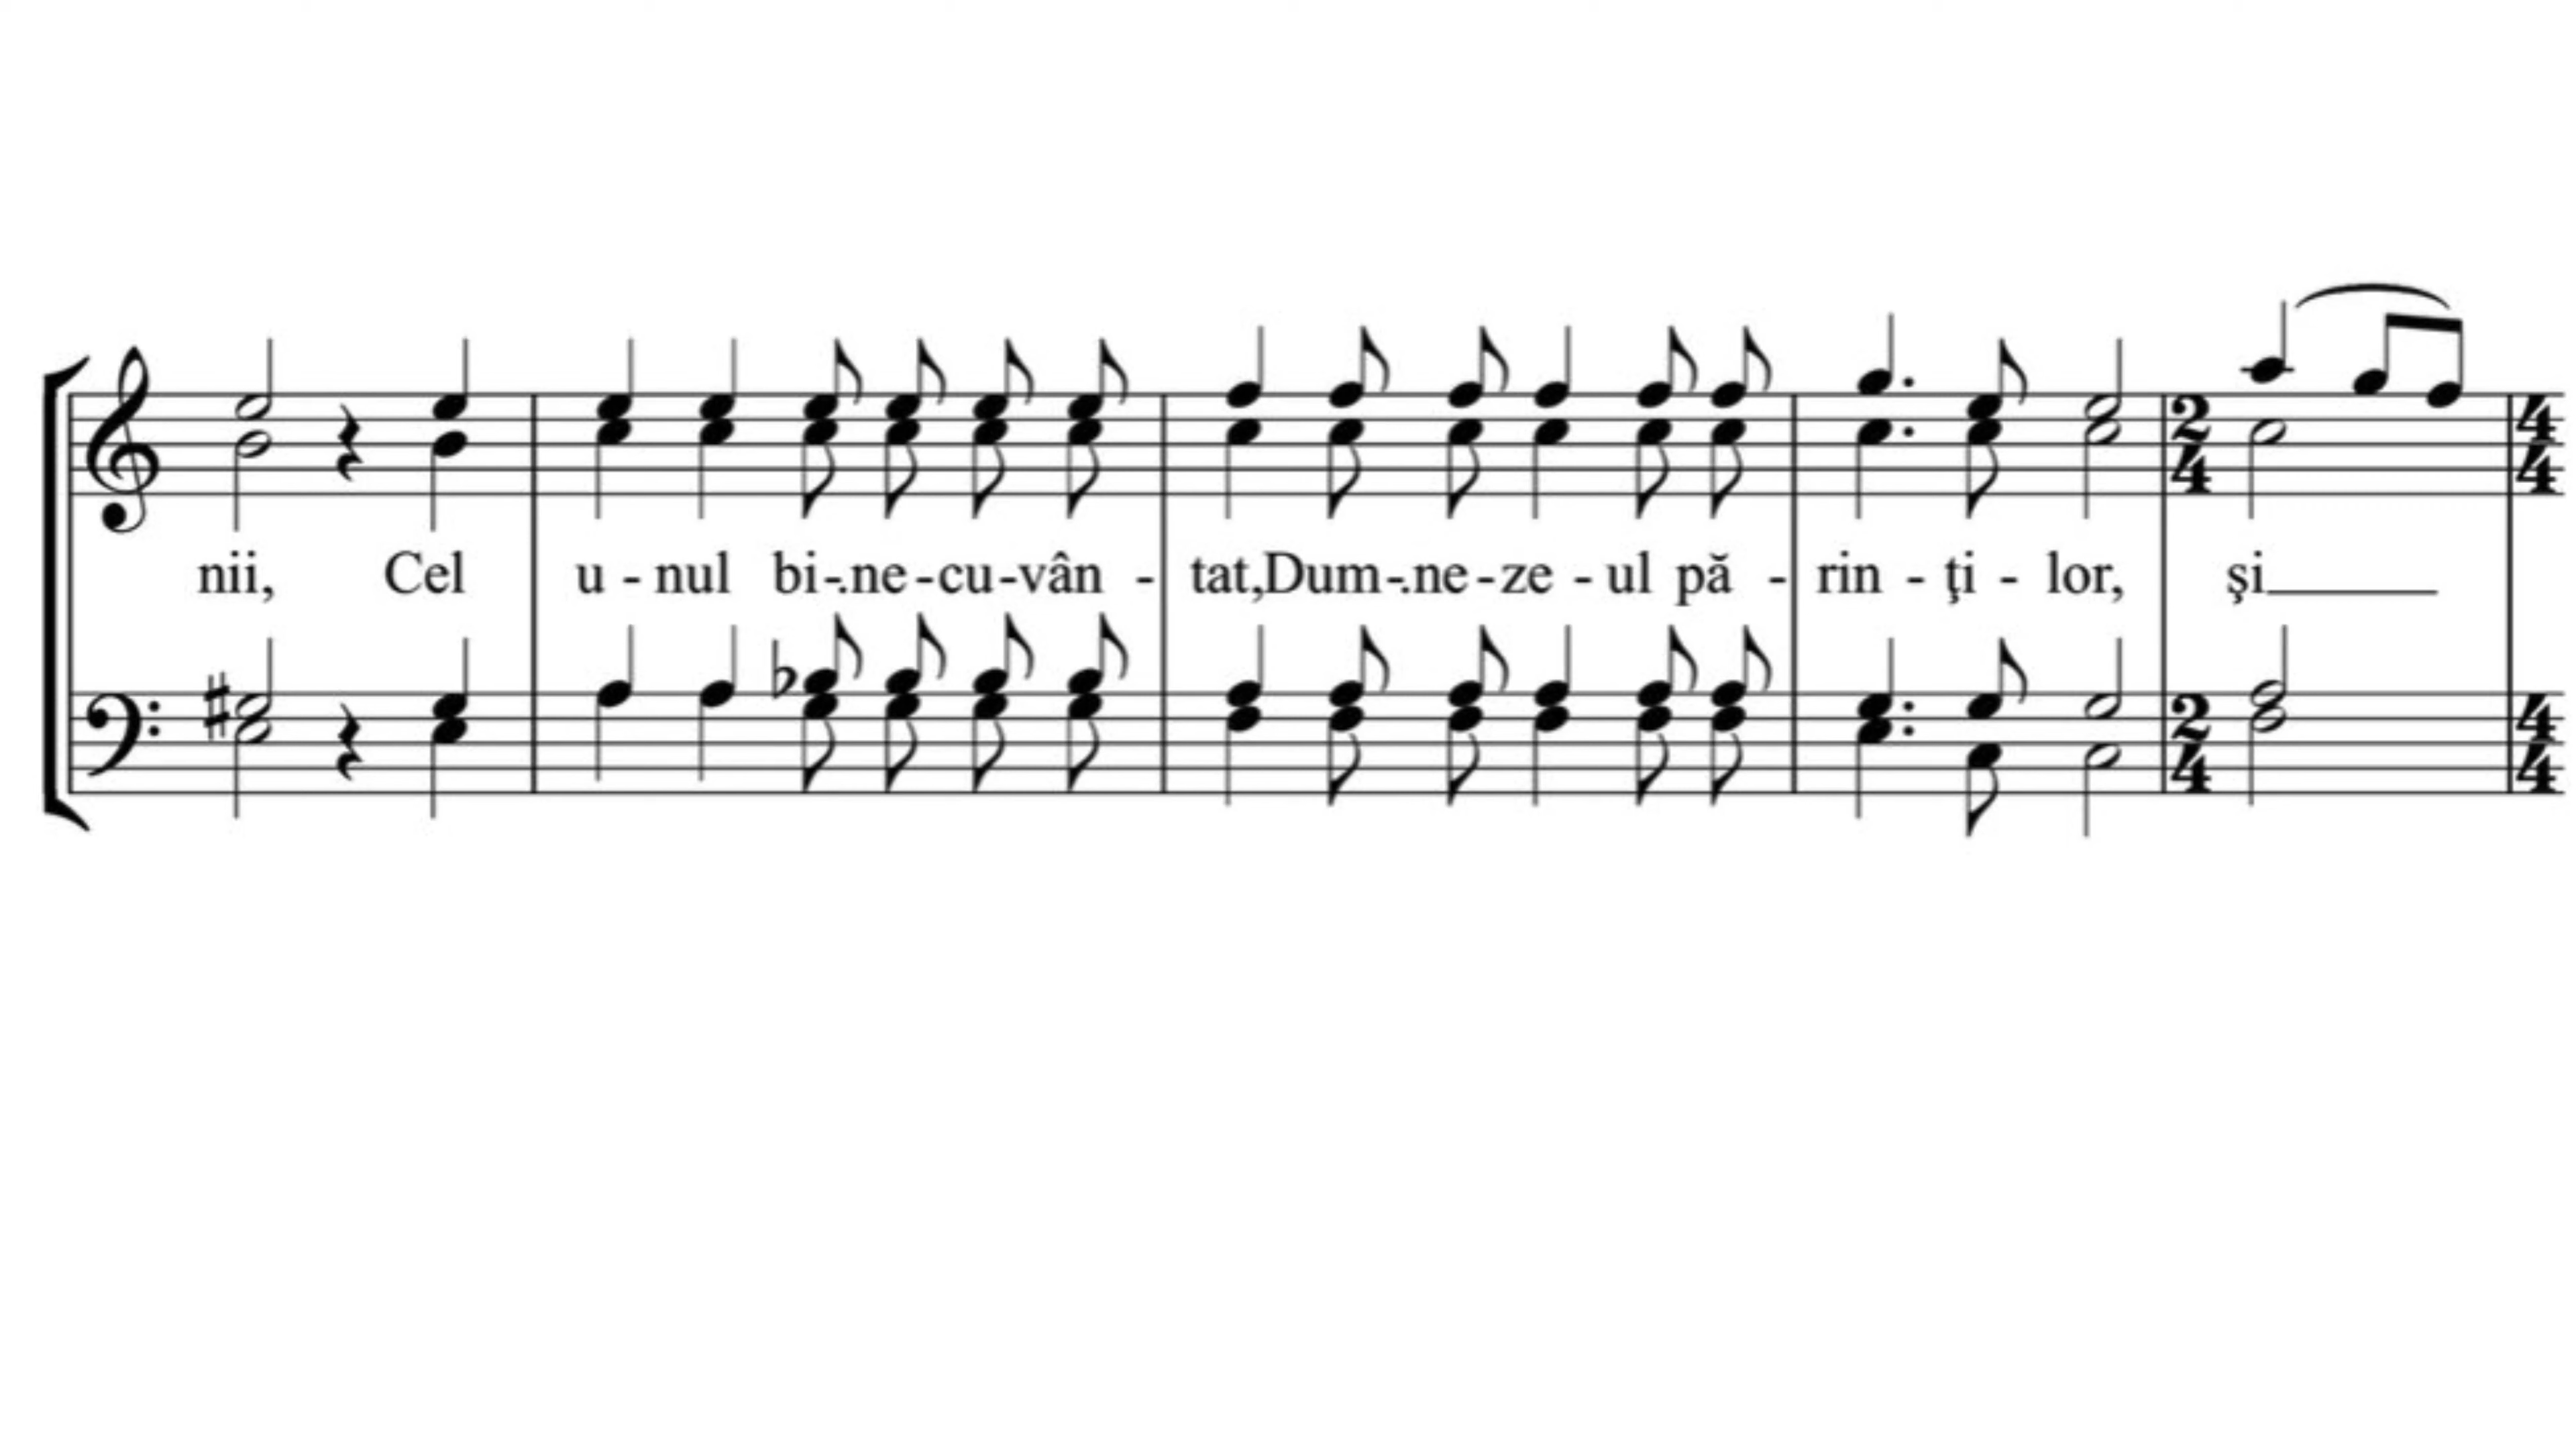 nii, Cel u - nul bi-.ne-cu-vân - tat,Dum-.ne-ze - ul pă - rin - ţi - lor, şi